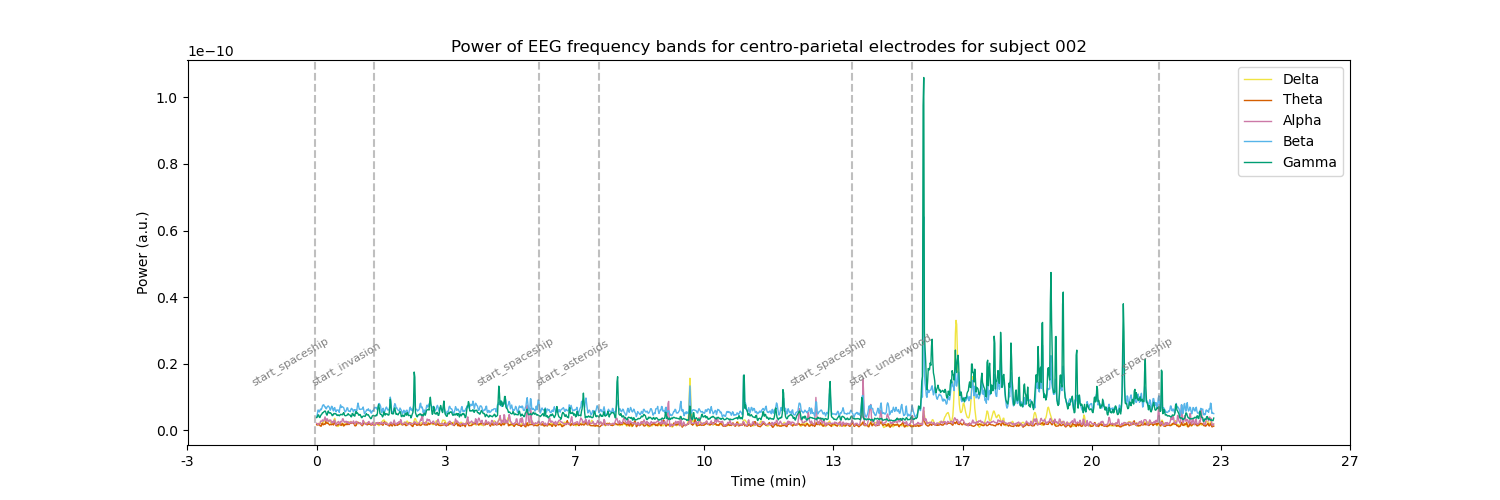 Power of EEG frequency bands for centro-parietal electrodes for subject 002
1e−10
1.0
0.8
0.6
0.4
0.2
0.0
Power (a.u.)
Delta
Theta
Alpha
Beta
Gamma
start_spaceship
start_invasion
start_spaceship
start_asteroids
start_spaceship
start_underwood
start_spaceship
-3 0 3 7 10 13 17 20 23 27
Time (min)